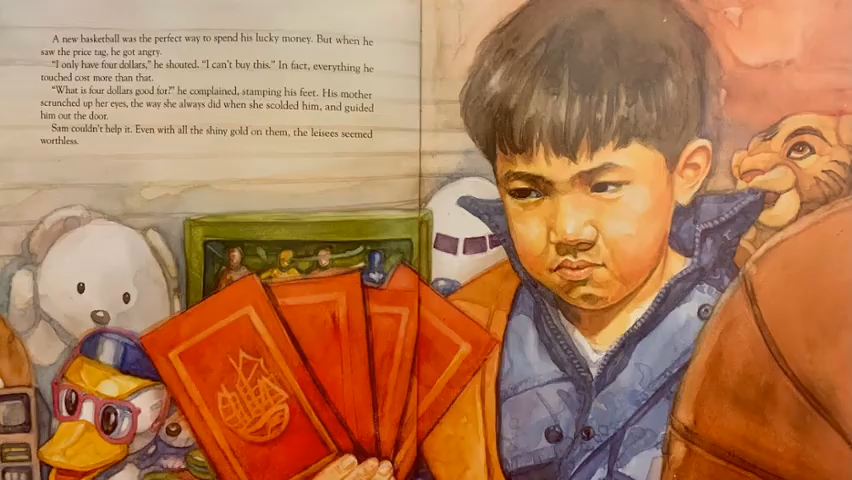 A new basketball was the perfect way to spend his lucky money. But when he
saw the price tag, he got angry.
"I only have four dollars," he shouted. "I can't buy this." In fact, everything he
touched cost more than that.
"What is four dollars good for?" he complained, stamping his feet. His mother
scrunched up her eyes, the way she always did when she scolded him, and guided
him out the door.
Sam couldn't help it. Even with all the shiny gold on them, the leisees seemed
worthless.